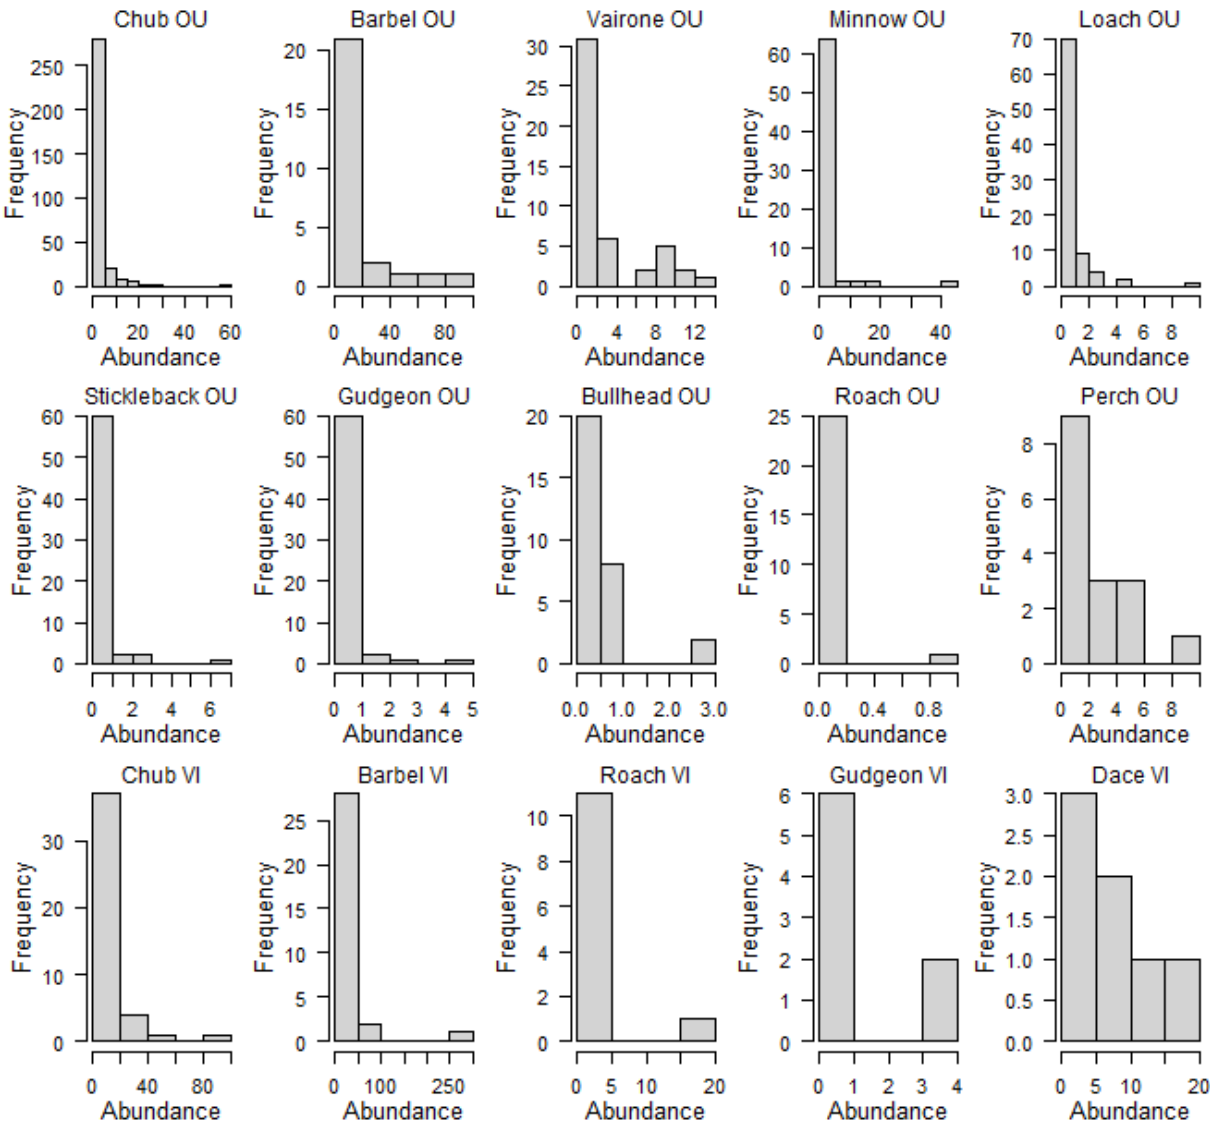 Chub OU Barbel OU Vairone OU Minnow OU Loach OU
Frequency 0 50 100 150 200 250
0 20 40 60
Abundance
Frequency 0 5 10 15 20
0 40 80
Abundance
Frequency 0 5 10 15 20 25 30
0 4 8 12
Abundance
Frequency 0 10 20 30 40 50 60
0 20 40
Abundance
Frequency 0 10 20 30 40 50 60 70
0 2 4 6 8
Abundance
Stickleback OU Gudgeon OU Bullhead OU Roach OU Perch OU
Frequency 0 10 20 30 40 50 60
0 2 4 6
Abundance
Frequency 0 10 20 30 40 50 60
0 1 2 3 4 5
Abundance
Frequency 0 5 10 15 20
0.0 1.0 2.0 3.0
Abundance
Frequency 0 5 10 15 20 25
0.0 0.4 0.8
Abundance
Frequency 0 2 4 6 8
0 2 4 6 8
Abundance
Chub VI Barbel VI Roach VI Gudgeon VI Dace VI
Frequency 0 10 20 30
0 40 80
Abundance
Frequency 0 5 10 15 20 25
0 100 250
Abundance
Frequency 0 2 4 6 8 10
0 5 10 20
Abundance
Frequency 0 1 2 3 4 5 6
0 1 2 3 4
Abundance
Frequency 0.0 0.5 1.0 1.5 2.0 2.5 3.0
0 5 10 20
Abundance